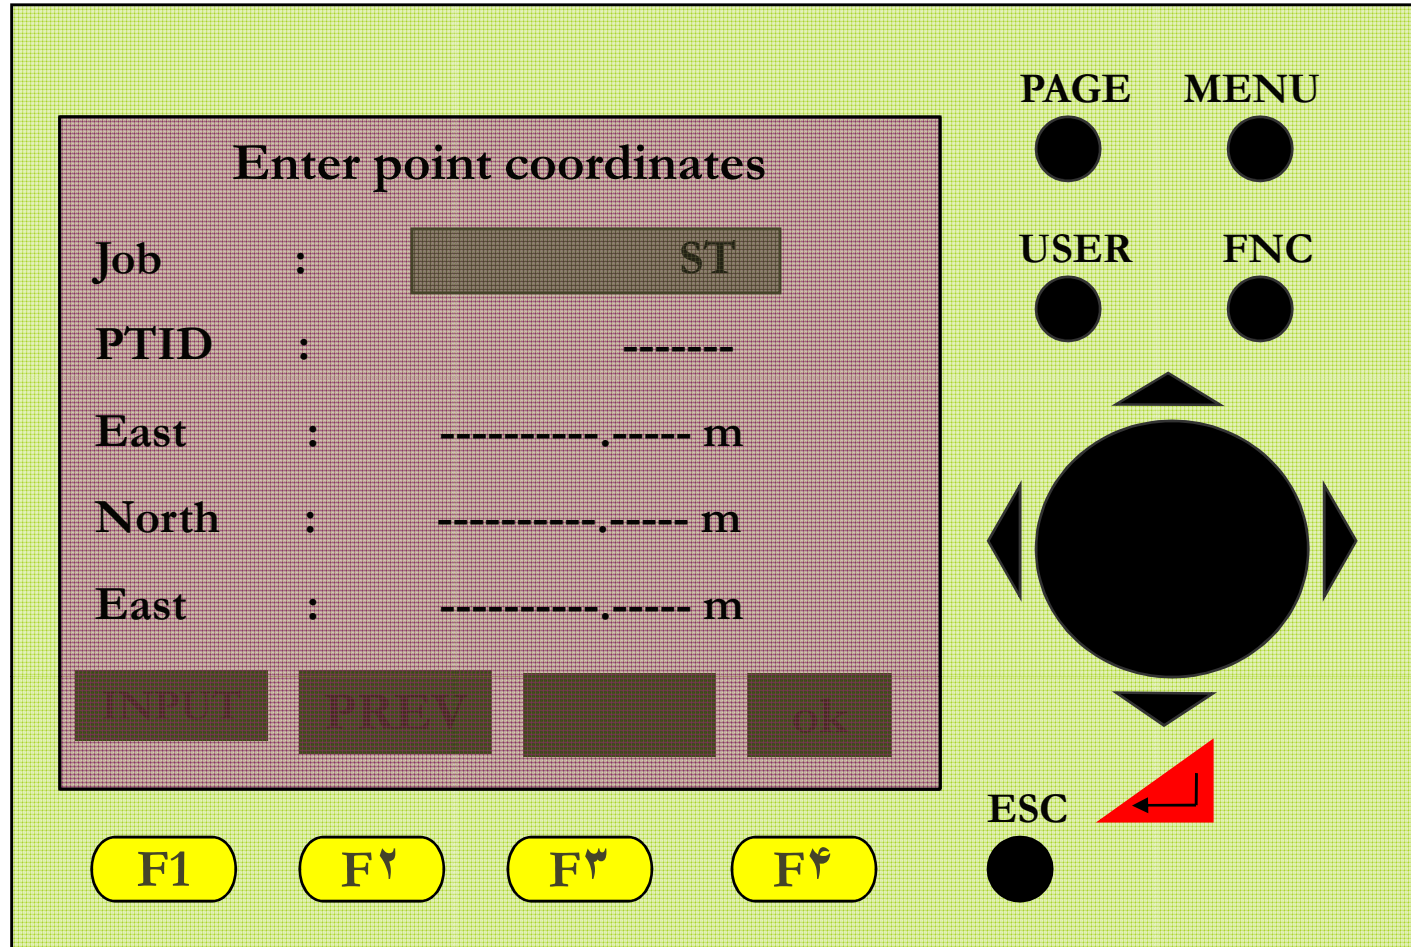 PAGE MENU
Enter point coordinates
Job : ST
USER FNC
PTID : -------
East : ----------.----- m
North : ----------.----- m
East : ----------.----- m
INPUT PREV ok
ESC
F1 F۲ F۳ F۴